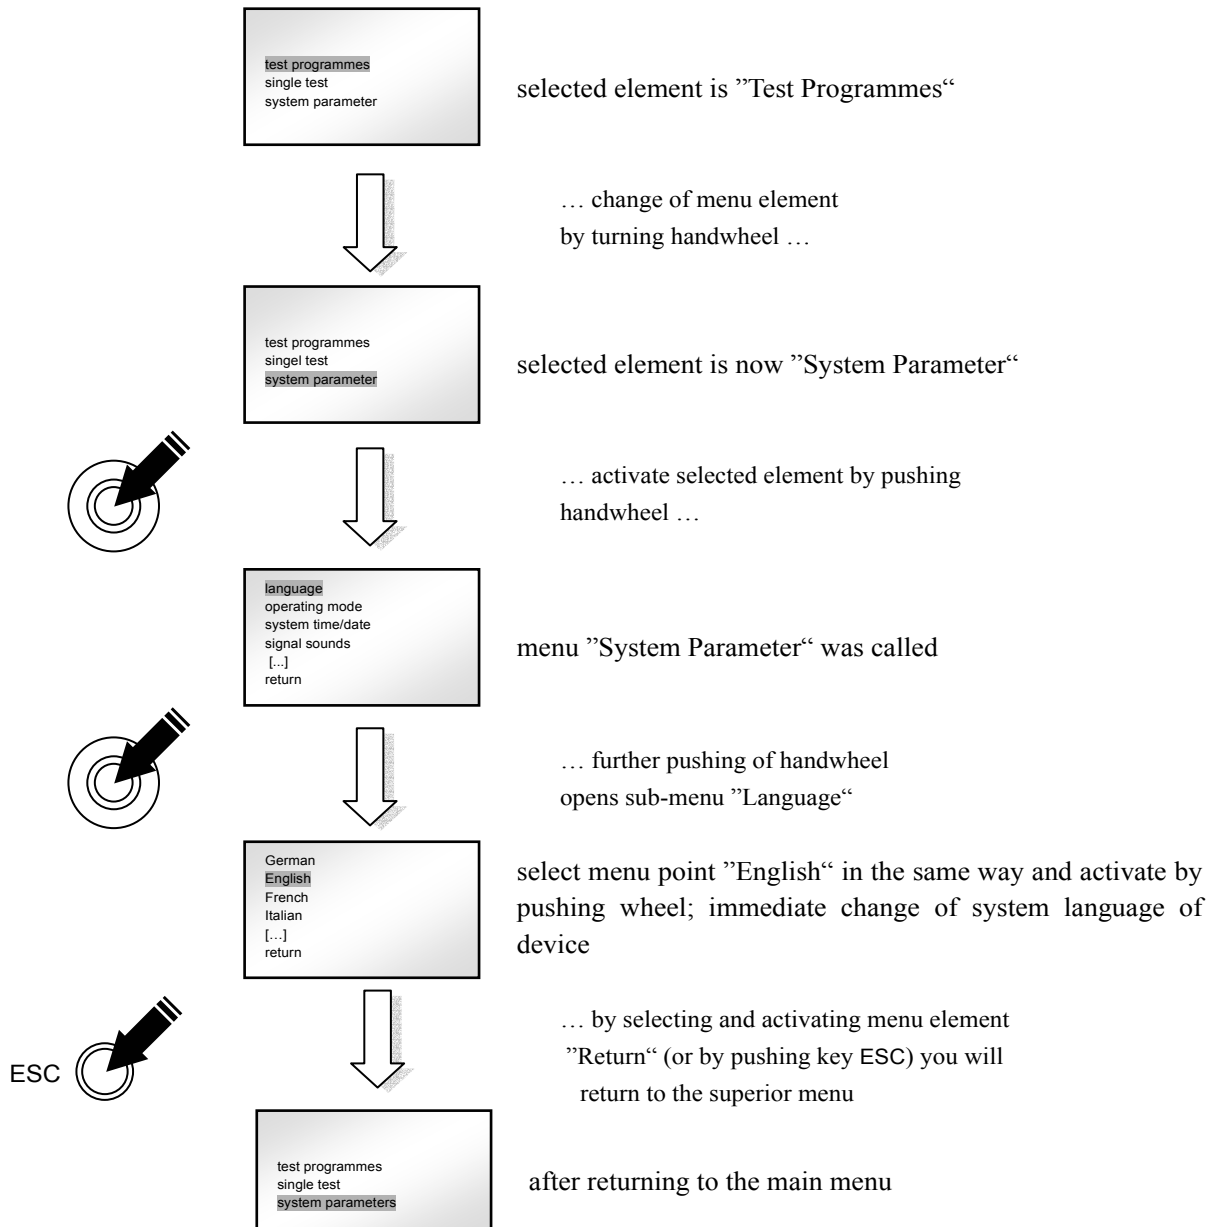 test programmes
single test
system parameter
selected element is ”Test Programmes“
… change of menu element
by turning handwheel …
test programmes
singel test
system parameter
selected element is now ”System Parameter“
… activate selected element by pushing
handwheel …
language
operating mode
system time/date
signal sounds
[...]
return
menu ”System Parameter“ was called
… further pushing of handwheel
opens sub-menu ”Language“
German
English
French
Italian
[…]
return
select menu point ”English“ in the same way and activate by
pushing wheel; immediate change of system language of
device
… by selecting and activating menu element
”Return“ (or by pushing key ESC) you will
return to the superior menu
ESC
test programmes
single test
system parameters
after returning to the main menu